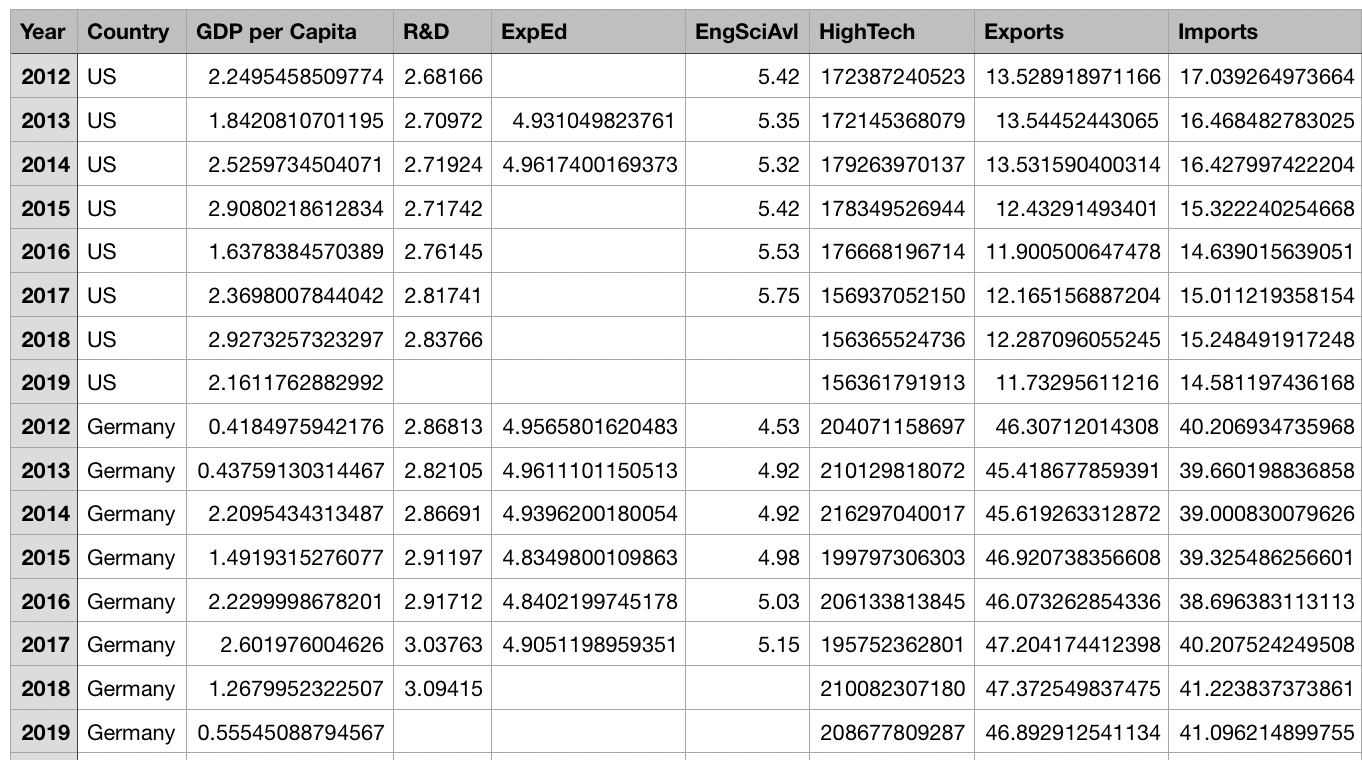 Year Country GDP per Capita R&D ExpEd EngSciAvl HighTech Exports Imports
2012 US 2.2495458509774 2.68166 5.42 172387240523 13.528918971166 17.039264973664
2013 US 1.8420810701195 2.70972 4.931049823761 5.35 172145368079 13.54452443065 16.468482783025
2014 US 2.5259734504071 2.71924 4.9617400169373 5.32 179263970137 13.531590400314 16.427997422204
2015 US 2.9080218612834 2.71742 5.42 178349526944 12.43291493401 15.322240254668
2016 US 1.6378384570389 2.76145 5.53 176668196714 11.900500647478 14.639015639051
2017 US 2.3698007844042 2.81741 5.75 156937052150 12.165156887204 15.011219358154
2018 US 2.9273257323297 2.83766 156365524736 12.287096055245 15.248491917248
2019 US 2.1611762882992 156361791913 11.73295611216 14.581197436168
2012 Germany 0.4184975942176 2.86813 4.9565801620483 4.53 204071158697 46.30712014308 40.206934735968
2013 Germany 0.43759130314467 2.82105 4.9611101150513 4.92 210129818072 45.418677859391 39.660198836858
2014 Germany 2.2095434313487 2.86691 4.9396200180054 4.92 216297040017 45.619263312872 39.000830079626
2015 Germany 1.4919315276077 2.91197 4.8349800109863 4.98 199797306303 46.920738356608 39.325486256601
2016 Germany 2.2299998678201 2.91712 4.8402199745178 5.03 206133813845 46.073262854336 38.696383113113
2017 Germany 2.601976004626 3.03763 4.9051198959351 5.15 195752362801 47.204174412398 40.207524249508
2018 Germany 1.2679952322507 3.09415 210082307180 47.372549837475 41.223837373861
2019 Germany 0.55545088794567 208677809287 46.892912541134 41.096214899755